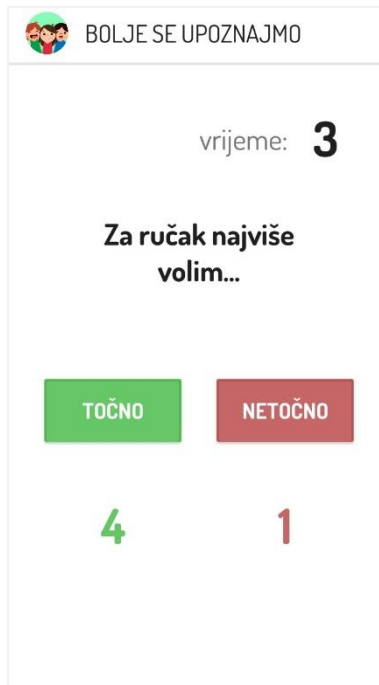 BOLJE SE UPOZNAJMO
vrijeme: 3
Za ručak najviše
volim...
TOČNO
NETOČNO
4
1